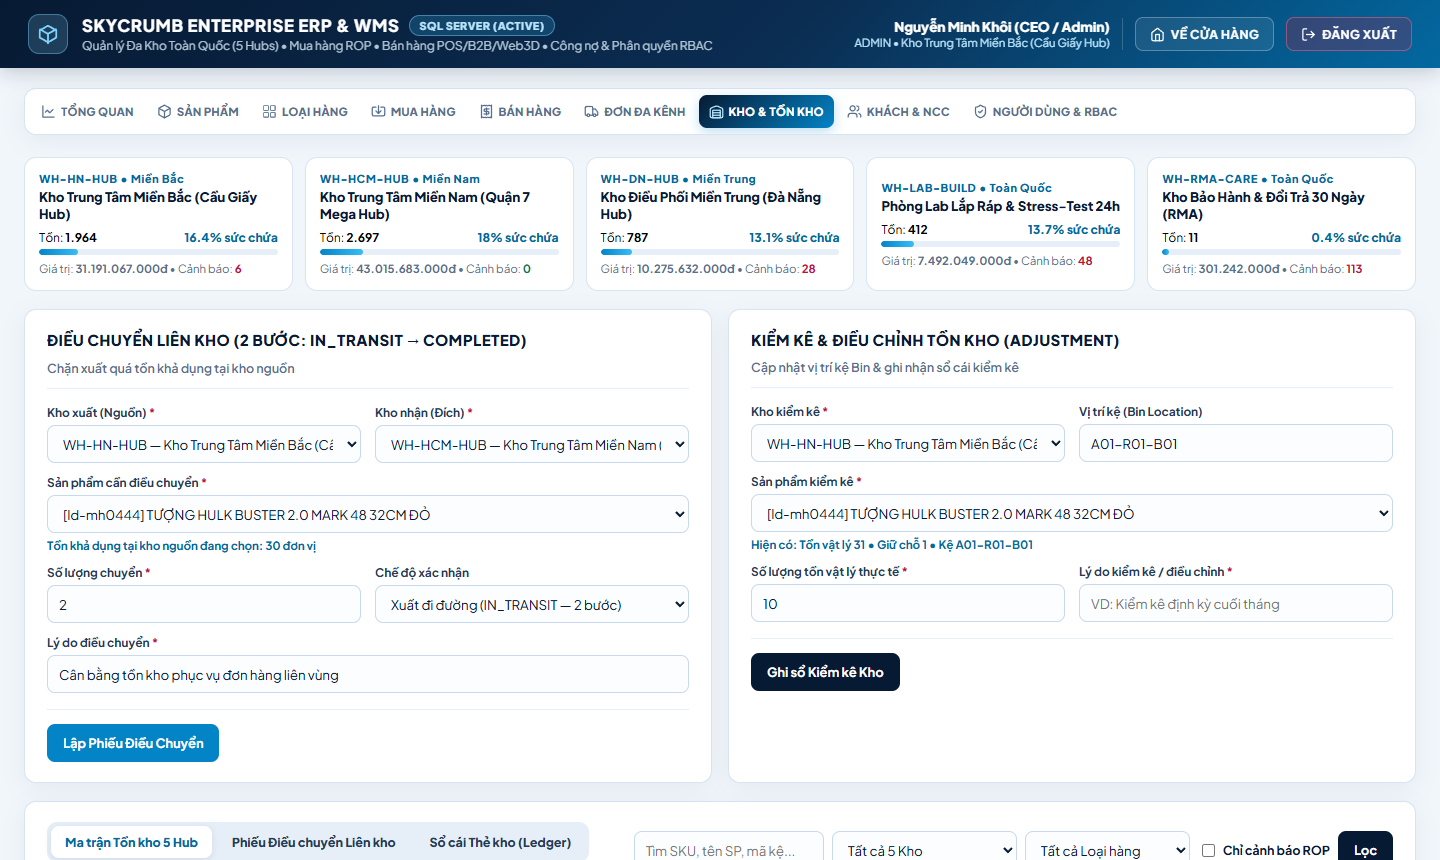 SKYCRUMB ENTERPRISE ERP & WMS
SQL SERVER (ACTIVE)
Quản lý Đa Kho Toàn Quốc (5 Hubs) • Mua hàng ROP • Bán hàng POS/B2B/Web3D • Công nợ & Phân quyền RBAC
Nguyễn Minh Khôi (CEO / Admin)
ADMIN • Kho Trung Tâm Miền Bắc (Cầu Giấy Hub)
VỀ CỬA HÀNG
ĐĂNG XUẤT
TỔNG QUAN
SẢN PHẨM
LOẠI HÀNG
MUA HÀNG
BÁN HÀNG
ĐƠN ĐA KÊNH
KHO & TỒN KHO
KHÁCH & NCC
NGƯỜI DÙNG & RBAC
WH-HN-HUB • Miền Bắc
Kho Trung Tâm Miền Bắc (Cầu Giấy
Hub)
Tồn: 1.964
16.4% sức chứa
Giá trị: 31.191.067.000đ • Cảnh báo: 6
WH-HCM-HUB • Miền Nam
Kho Trung Tâm Miền Nam (Quận 7
Mega Hub)
Tồn: 2.697
18% sức chứa
Giá trị: 43.015.683.000đ • Cảnh báo: 0
WH-DN-HUB • Miền Trung
Kho Điều Phối Miền Trung (Đà Nẵng
Hub)
Tồn: 787
13.1% sức chứa
Giá trị: 10.275.632.000đ • Cảnh báo: 28
WH-LAB-BUILD • Toàn Quốc
Phòng Lab Lắp Ráp & Stress-Test 24h
Tồn: 412
13.7% sức chứa
Giá trị: 7.492.049.000đ • Cảnh báo: 48
WH-RMA-CARE • Toàn Quốc
Kho Bảo Hành & Đổi Trả 30 Ngày
(RMA)
Tồn: 11
0.4% sức chứa
Giá trị: 301.242.000đ • Cảnh báo: 113
ĐIỀU CHUYỂN LIÊN KHO (2 BƯỚC: IN_TRANSIT → COMPLETED)
Chặn xuất quá tồn khả dụng tại kho nguồn
Kho xuất (Nguồn) *
Kho nhận (Đích) *
WH-HN-HUB — Kho Trung Tâm Miền Bắc (Cầ
WH-HCM-HUB — Kho Trung Tâm Miền Nam (
Sản phẩm cần điều chuyển *
[ld-mh0444] TƯỢNG HULK BUSTER 2.0 MARK 48 32CM ĐỎ
Tồn khả dụng tại kho nguồn đang chọn: 30 đơn vị
Số lượng chuyển *
Chế độ xác nhận
2
Xuất đi đường (IN_TRANSIT — 2 bước)
Lý do điều chuyển *
Cân bằng tồn kho phục vụ đơn hàng liên vùng
Lập Phiếu Điều Chuyển
KIỂM KÊ & ĐIỀU CHỈNH TỒN KHO (ADJUSTMENT)
Cập nhật vị trí kệ Bin & ghi nhận sổ cái kiểm kê
Kho kiểm kê *
Vị trí kệ (Bin Location)
WH-HN-HUB — Kho Trung Tâm Miền Bắc (Cầ
A01-R01-B01
Sản phẩm kiểm kê *
[ld-mh0444] TƯỢNG HULK BUSTER 2.0 MARK 48 32CM ĐỎ
Hiện có: Tồn vật lý 31 • Giữ chỗ 1 • Kệ A01-R01-B01
Số lượng tồn vật lý thực tế *
Lý do kiểm kê / điều chỉnh *
10
VD: Kiểm kê định kỳ cuối tháng
Ghi sổ Kiểm kê Kho
Ma trận Tồn kho 5 Hub
Phiếu Điều chuyển Liên kho
Sổ cái Thẻ kho (Ledger)
Tìm SKU, tên SP, mã kệ...
Tất cả 5 Kho
Tất cả Loại hàng
Chỉ cảnh báo ROP
Lọc